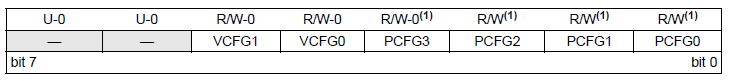 U-0 U-0 R/W-0 R/W-0 R/W-0(1) R/W(1) R/W(1) R/W(1)
— — VCFG1 VCFG0 PCFG3 PCFG2 PCFG1 PCFG0
bit 7 bit 0